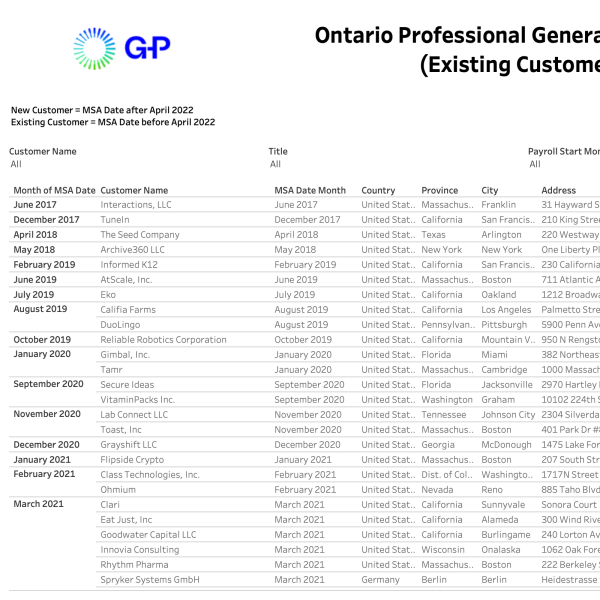 G-P
Ontario Professional Genera
(Existing Custome
New Customer = MSA Date after April 2022
Existing Customer = MSA Date before April 2022
Customer Name Title Payroll Start Mor
All All All
Month of MSA Date Customer Name MSA Date Month Country Province City Address
June 2017 Interactions, LLC June 2017 United Stat.. Massachus.. Franklin 31 Hayward S
December 2017 TuneIn December 2017 United Stat.. California San Francis.. 210 King Stree
April 2018 The Seed Company April 2018 United Stat.. Texas Arlington 220 Westway
May 2018 Archive360 LLC May 2018 United Stat.. New York New York One Liberty Pl
February 2019 Informed K12 February 2019 United Stat.. California San Francis.. 230 California
June 2019 AtScale, Inc. June 2019 United Stat.. Massachus.. Boston 711 Atlantic A
July 2019 Eko July 2019 United Stat.. California Oakland 1212 Broadwa
August 2019 Califia Farms August 2019 United Stat.. California Los Angeles Palmetto Stre
DuoLingo August 2019 United Stat.. Pennsylvan.. Pittsburgh 5900 Penn Ave
October 2019 Reliable Robotics Corporation October 2019 United Stat.. California Mountain V.. 950 N Rengsto
January 2020 Gimbal, Inc. January 2020 United Stat.. Florida Miami 382 Northeas
Tamr January 2020 United Stat.. Massachus.. Cambridge 1000 Massach
September 2020 Secure Ideas September 2020 United Stat.. Florida Jacksonville 2970 Hartley
VitaminPacks Inc. September 2020 United Stat.. Washington Graham 10102 224th S
November 2020 Lab Connect LLC November 2020 United Stat.. Tennessee Johnson City 2304 Silverda
Toast, Inc November 2020 United Stat.. Massachus.. Boston 401 Park Dr #8
December 2020 Grayshift LLC December 2020 United Stat.. Georgia McDonough 1475 Lake For
January 2021 Flipside Crypto January 2021 United Stat.. Massachus.. Boston 207 South Str
February 2021 Class Technologies, Inc. February 2021 United Stat.. Dist. of Col.. Washingto.. 1717N Street
Ohmium February 2021 United Stat.. Nevada Reno 885 Taho Blvd
March 2021 Clari March 2021 United Stat.. California Sunnyvale Sonora Court
Eat Just, Inc March 2021 United Stat.. California Alameda 300 Wind Rive
Goodwater Capital LLC March 2021 United Stat.. California Burlingame 240 Lorton Av
Innovia Consulting March 2021 United Stat.. Wisconsin Onalaska 1062 Oak Fore
Rhythm Pharma March 2021 United Stat.. Massachus.. Boston 222 Berkeley S
Spryker Systems GmbH March 2021 Germany Berlin Berlin Heidestrasse